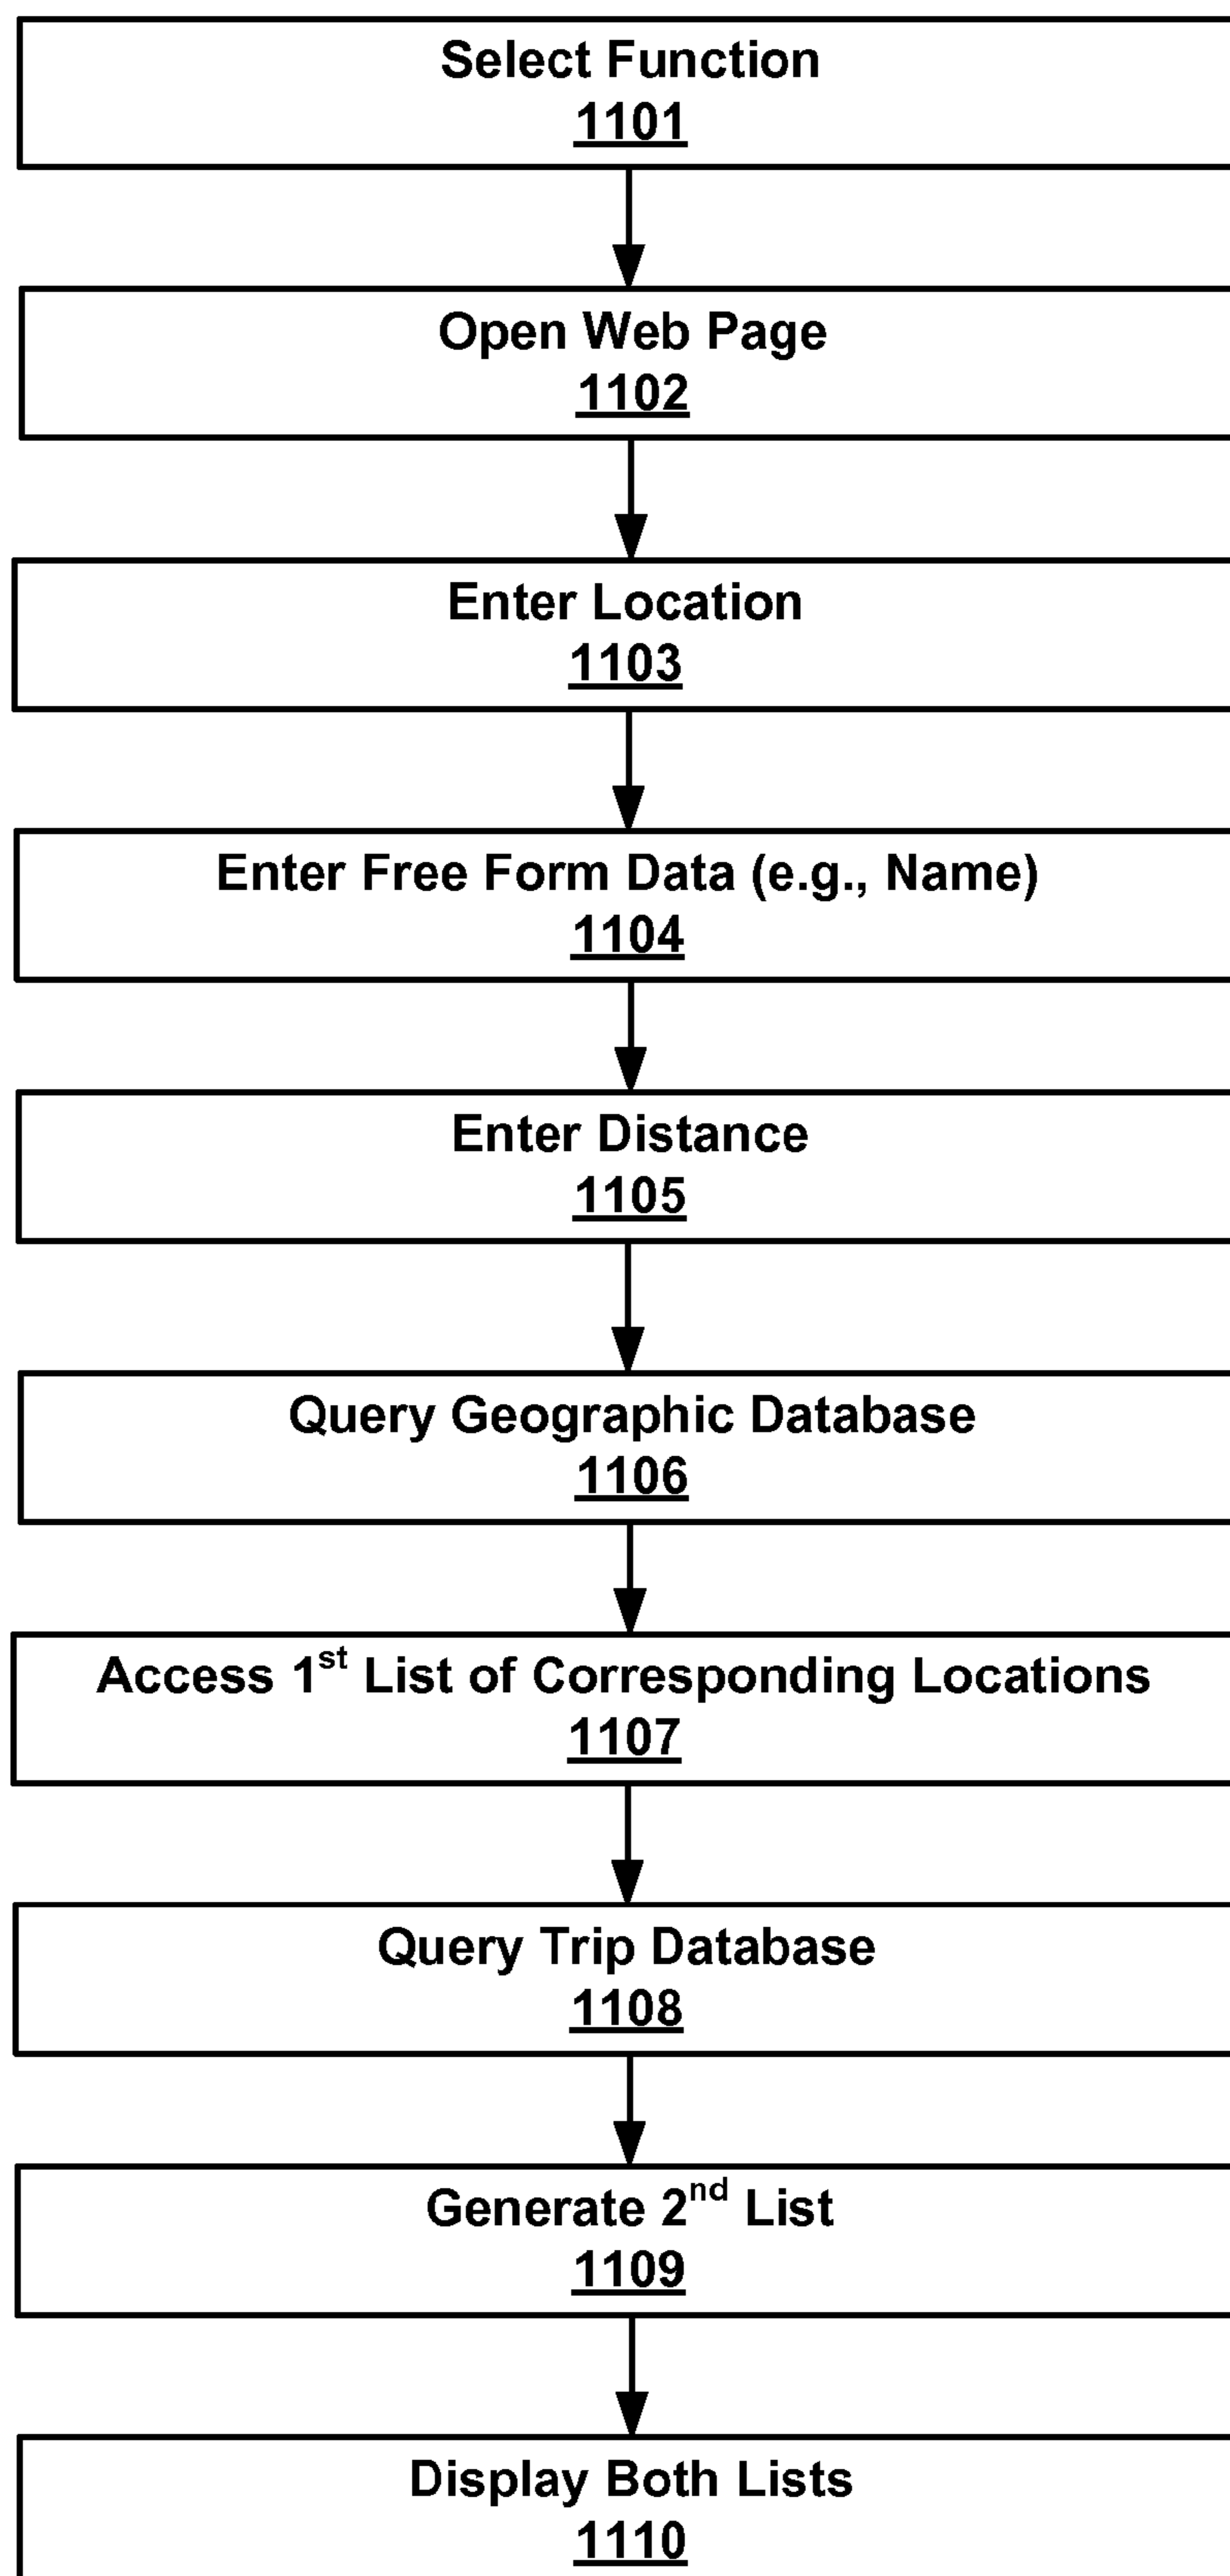 Select Function
1101
Open Web Page
1102
Enter Location
1103
Enter Free Form Data (e.g., Name)
1104
Enter Distance
1105
Query Geographic Database
1106
Access 1st List of Corresponding Locations
1107
Query Trip Database
1108
Generate 2nd List
1109
Display Both Lists
1110